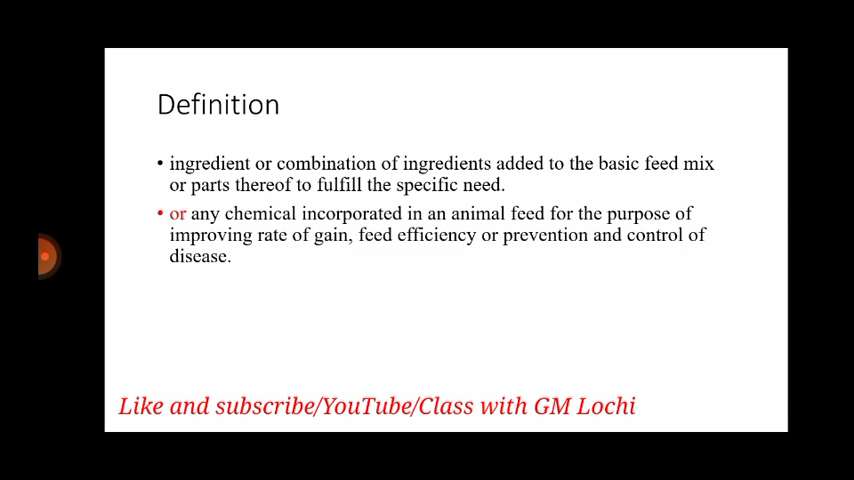 Definition
• ingredient or combination of ingredients added to the basic feed mix
or parts thereof to fulfill the specific need.
• or any chemical incorporated in an animal feed for the purpose of
improving rate of gain, feed efficiency or prevention and control of
disease.
Like and subscribe/YouTube/Class with GM Lochi